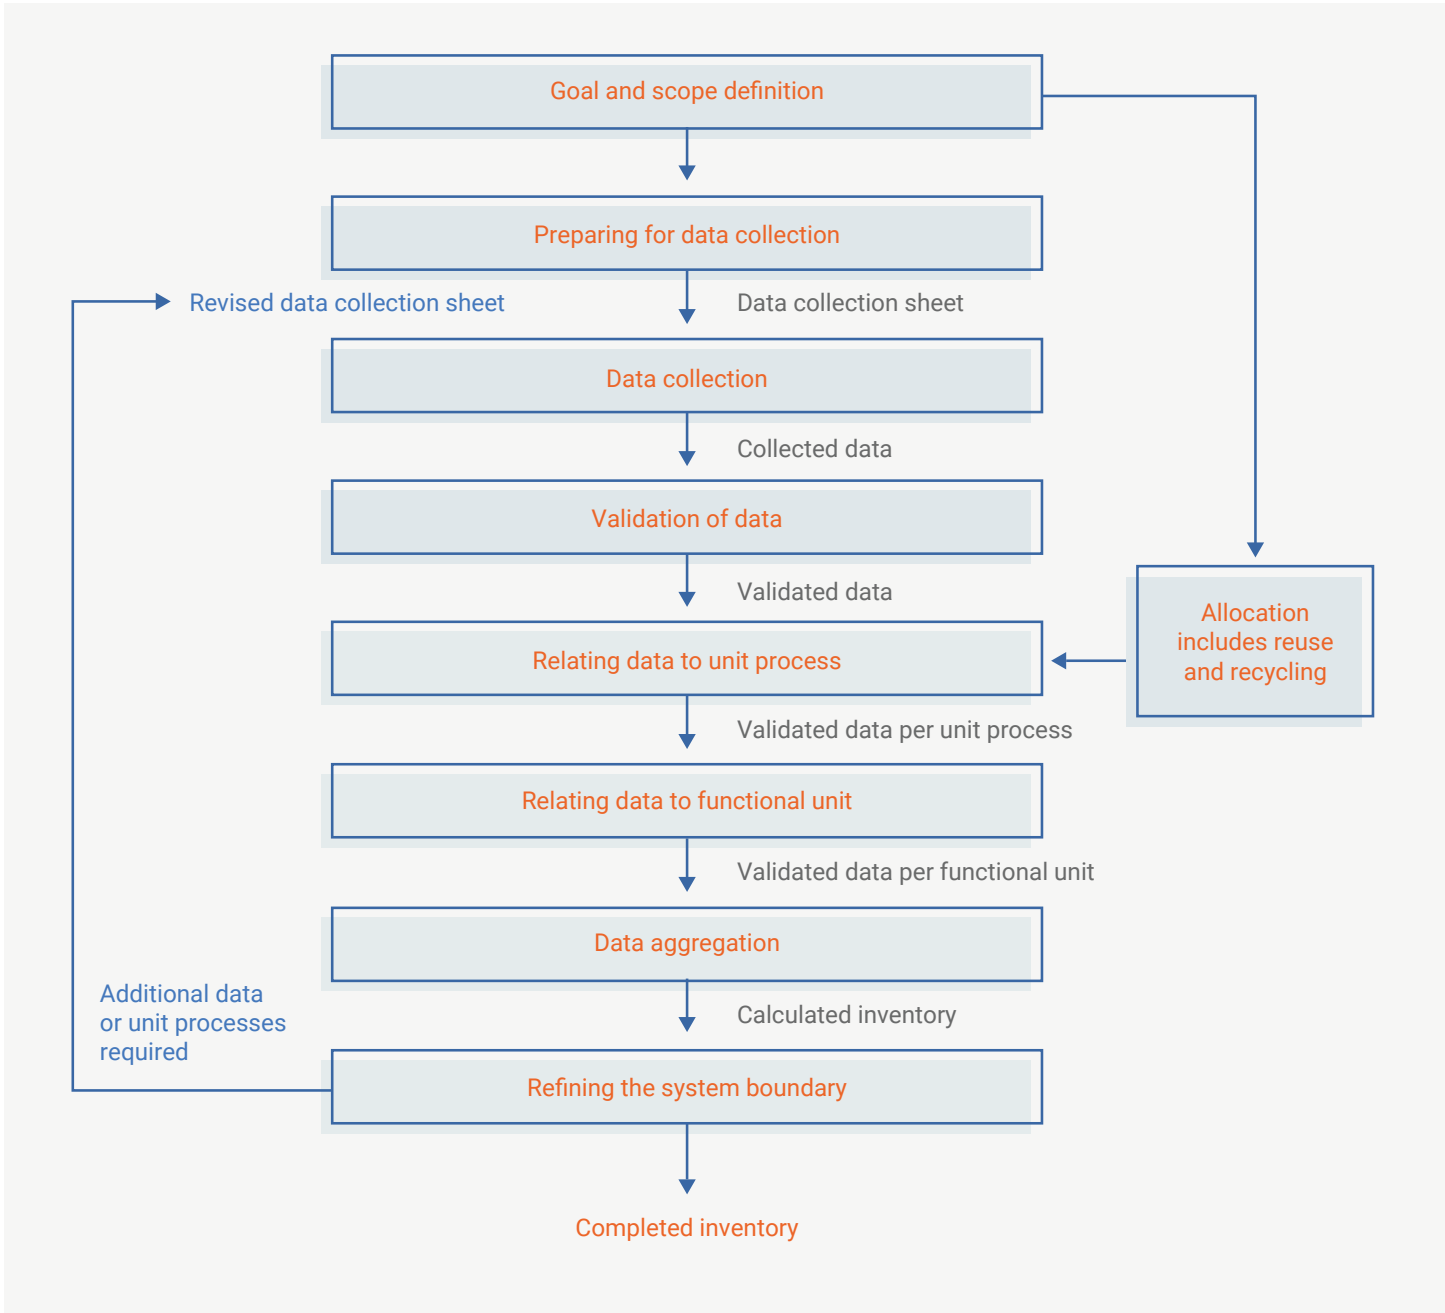 Goal and scope definition
Preparing for data collection
Revised data collection sheet
Data collection sheet
Data collection
Collected data
Validation of data
Validated data
Allocation
includes reuse
and recycling
Relating data to unit process
Validated data per unit process
Relating data to functional unit
Validated data per functional unit
Data aggregation
Additional data
or unit processes
required
Calculated inventory
Refining the system boundary
Completed inventory